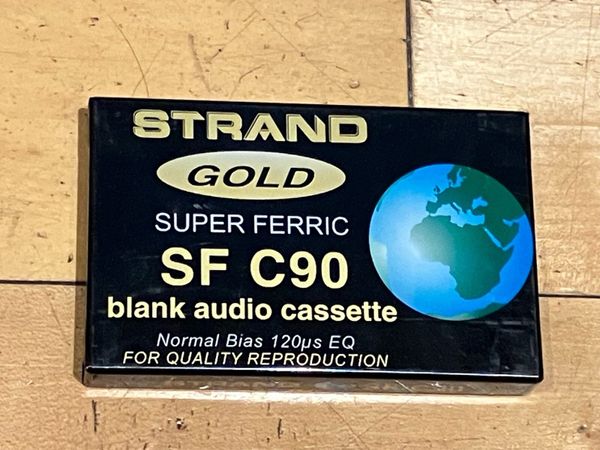 STRAND
GOLD
SUPER FERRIC
SF C90
blank audio cassette
Normal Bias 120µs EQ
FOR QUALITY REPRODUCTION